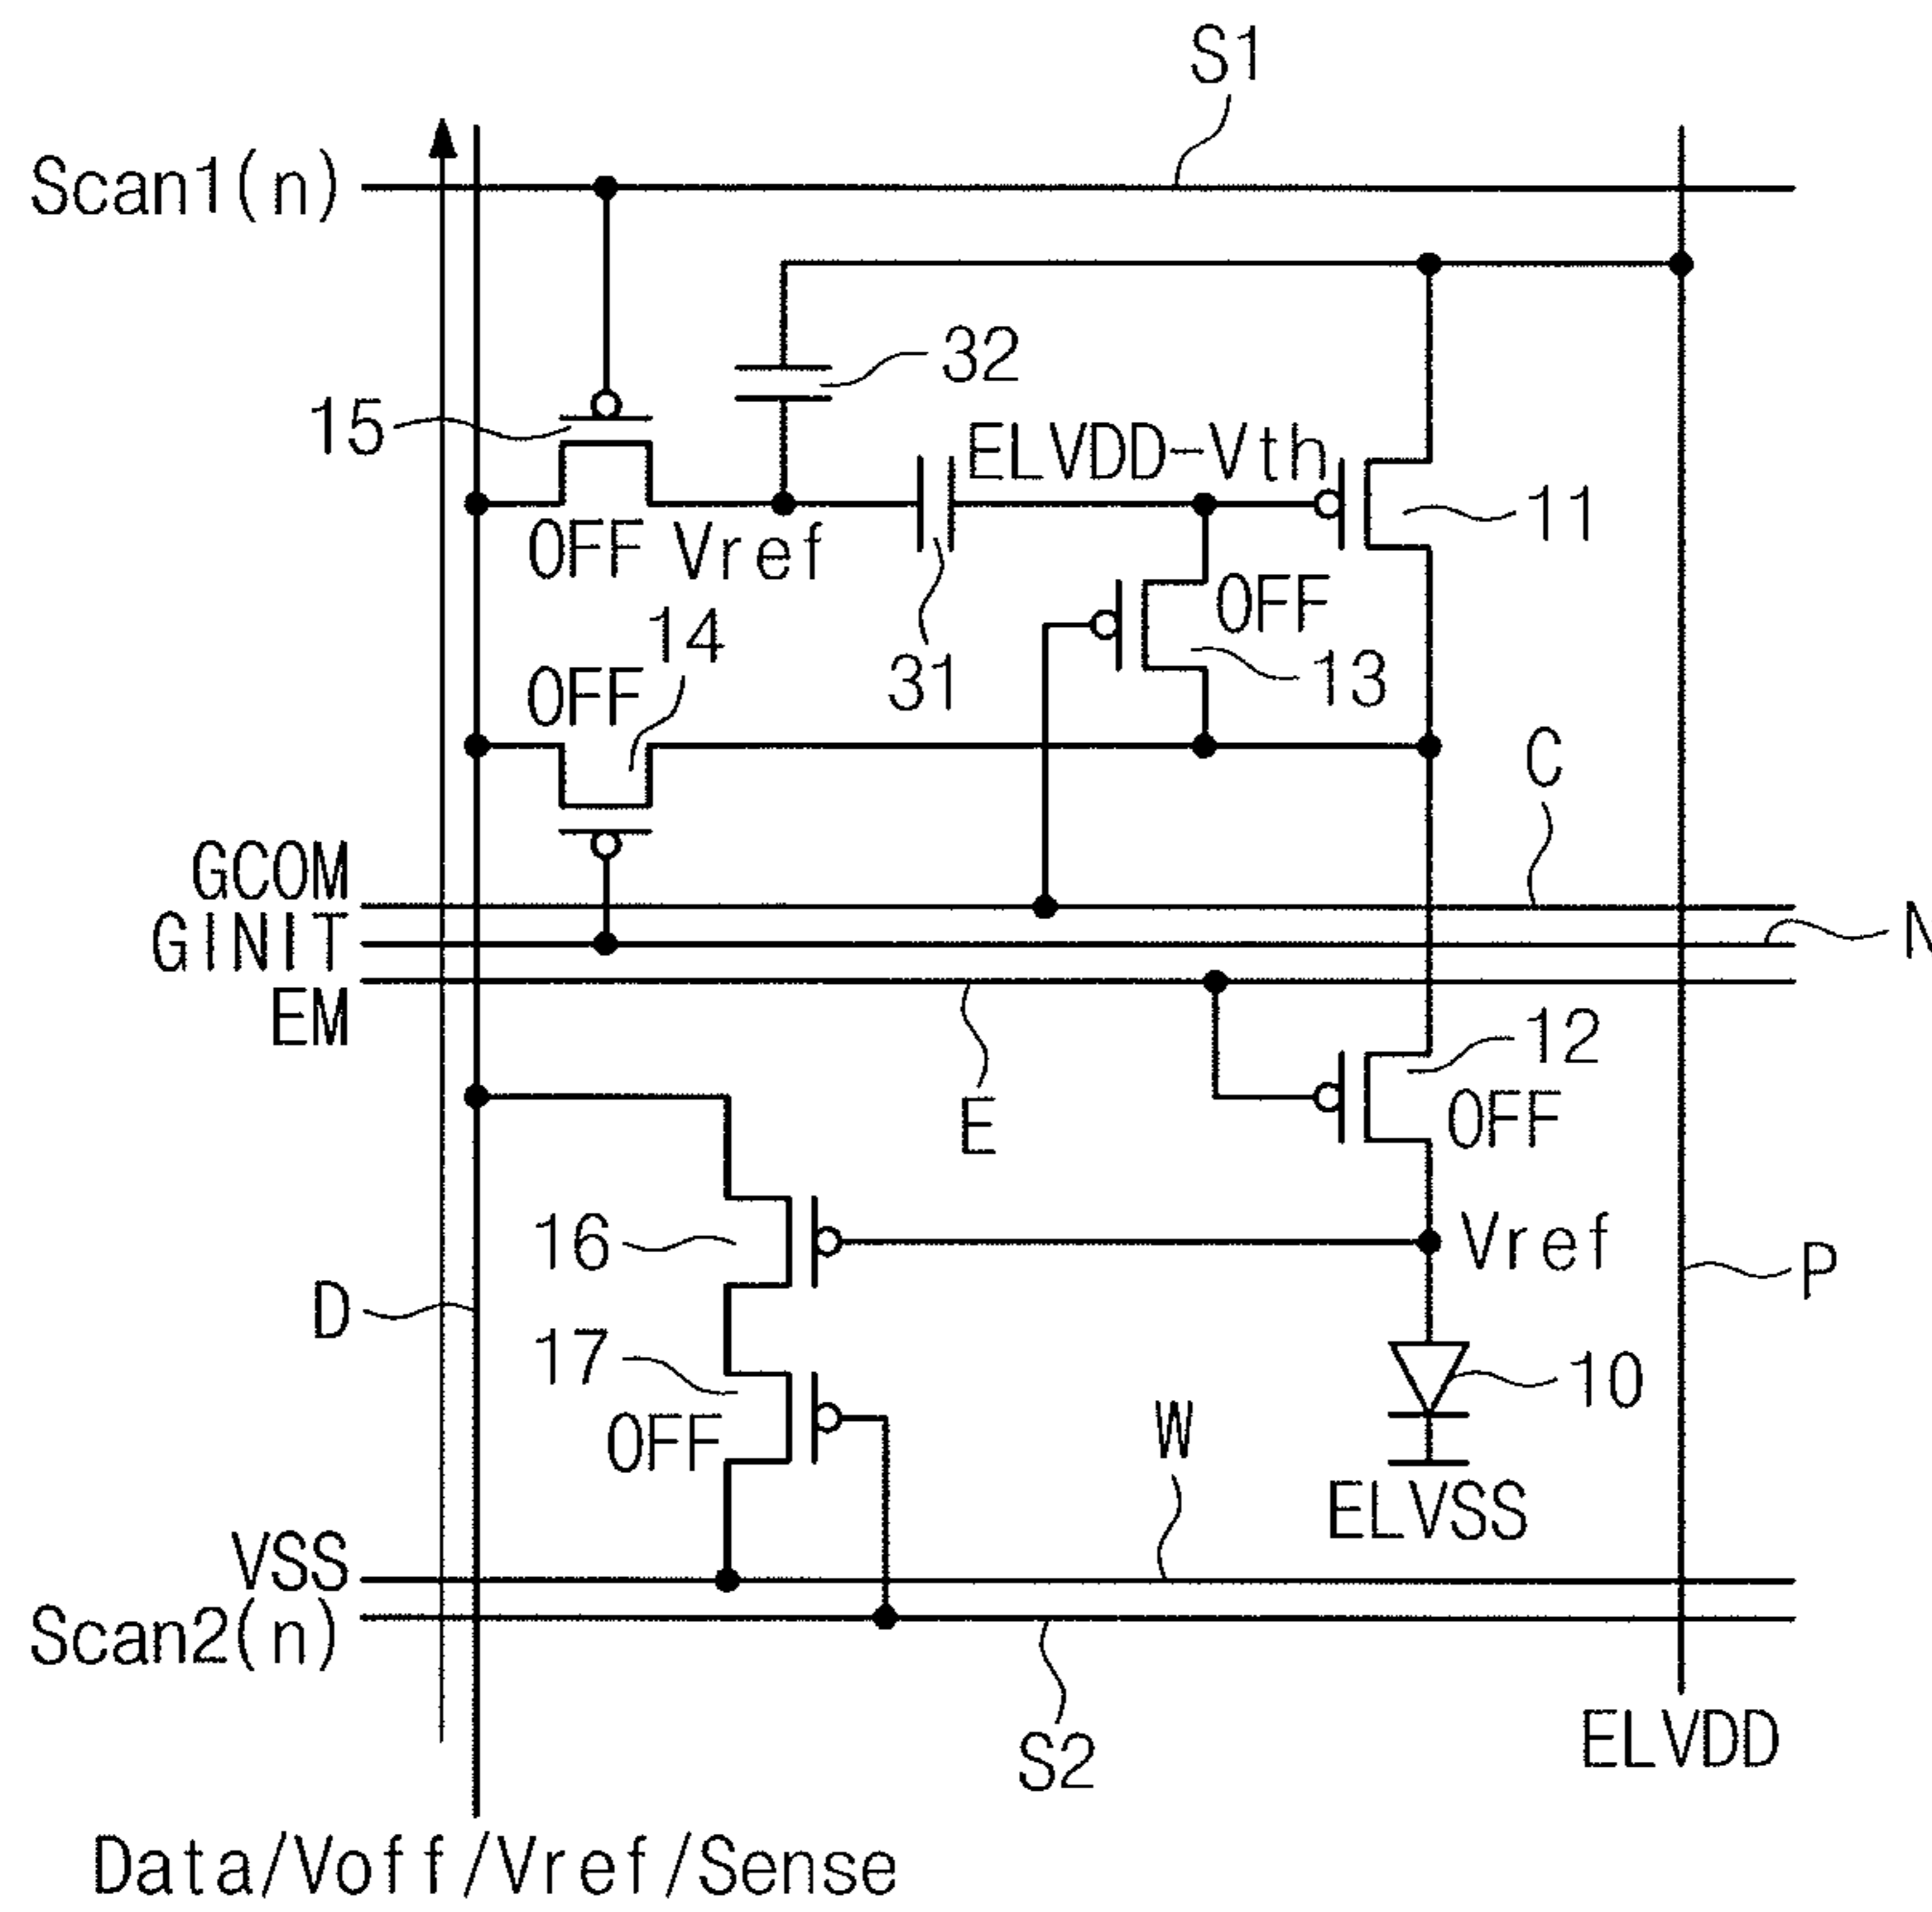 S1
Scan1(n)
32
15
ELVDD-Vth
11
OFF Vref
OFF
14
31
13
OFF
C
GCOM
GINIT
N
EM
12
E
OFF
16
Vref
D
P
17
10
OFF
W
ELVSS
VSS
Scan2(n)
S2
ELVDD
Data/Voff/Vref/Sense